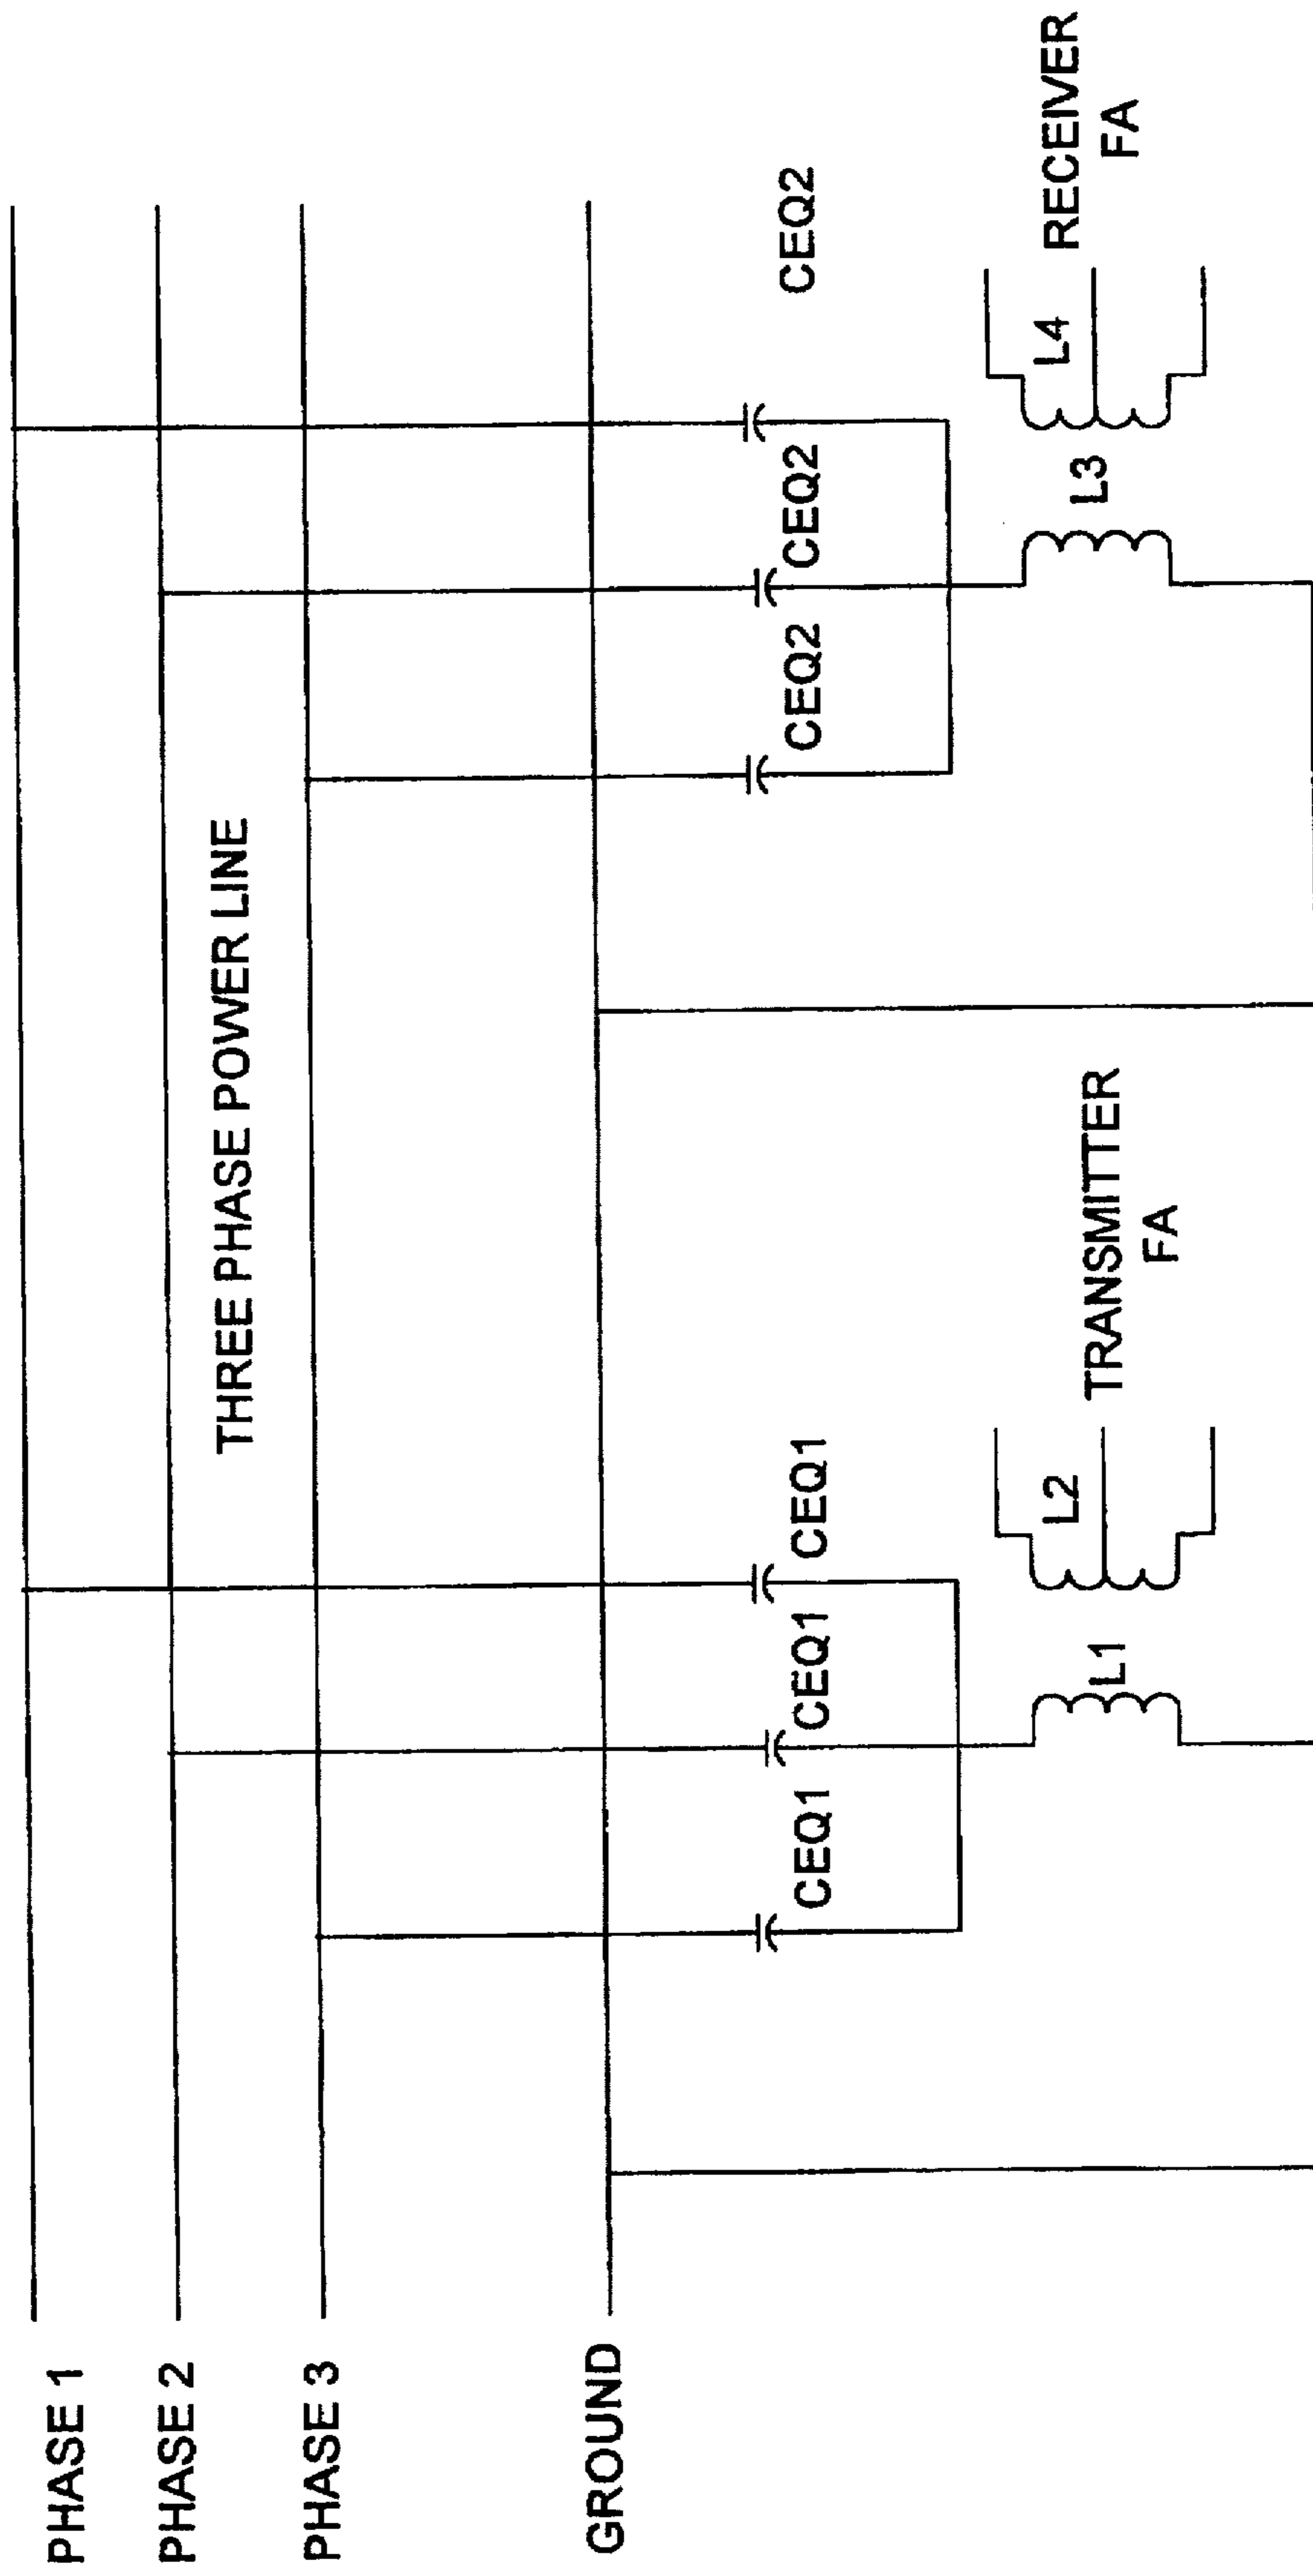 PHASE 1
PHASE 2
THREE PHASE POWER LINE
PHASE 3
GROUND
CEQ1
CEQ1
CEQ1
CEQ2
CEQ2
CEQ2
L1
L2
TRANSMITTER
FA
L3
L4
RECEIVER
FA